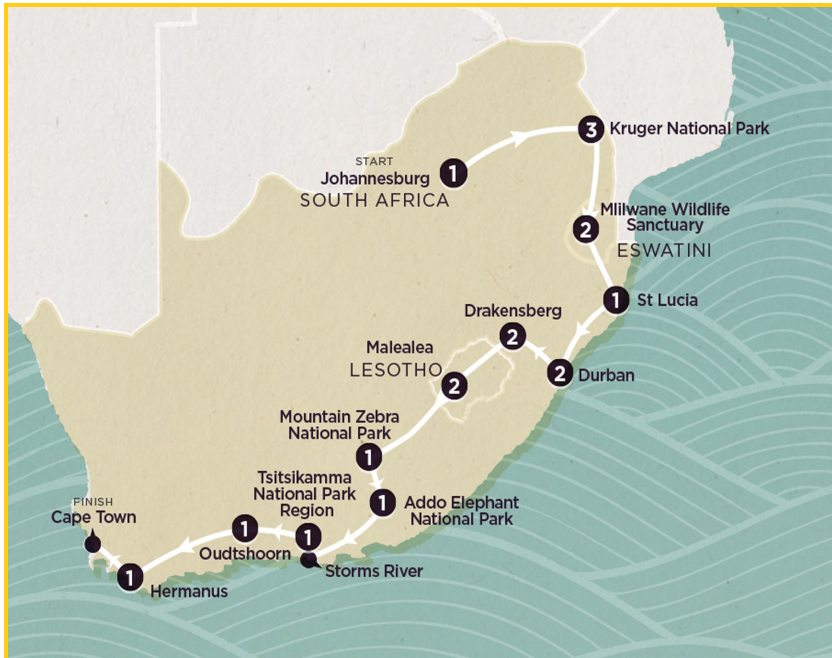 START
Johannesburg
1
SOUTH AFRICA
3
Kruger National Park
2
Mlilwane Wildlife
Sanctuary
ESWATINI
1
St Lucia
2
Durban
Drakensberg
2
Malealea
LESOTHO
2
Mountain Zebra
National Park
1
1
Addo Elephant
National Park
Tsitsikamma
National Park
Region
1
Storms River
1
Oudtshoorn
1
Hermanus
FINISH
Cape Town